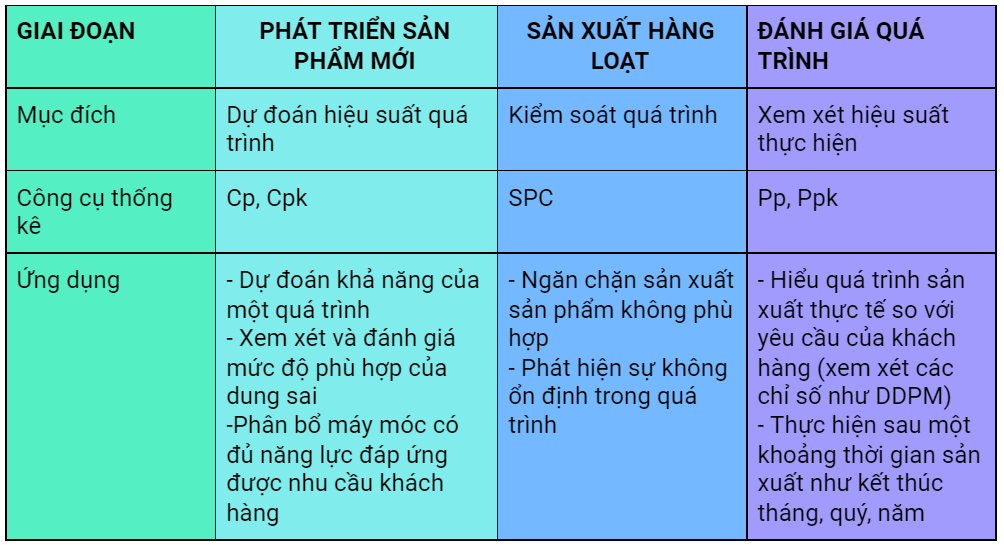 GIAI ĐOẠN
PHÁT TRIỂN SẢN
PHẨM MỚI
SẢN XUẤT HÀNG
LOẠT
ĐÁNH GIÁ QUÁ
TRÌNH
Mục đích
Dự đoán hiệu suất quá
trình
Kiểm soát quá trình
Xem xét hiệu suất
thực hiện
Công cụ thống
kê
Cp, Cpk
SPC
Pp, Ppk
Ứng dụng
- Dự đoán khả năng của
một quá trình
- Xem xét và đánh giá
mức độ phù hợp của
dung sai
-Phân bổ máy móc có
đủ năng lực đáp ứng
được nhu cầu khách
hàng
- Ngăn chặn sản xuất
sản phẩm không phù
hợp
- Phát hiện sự không
ổn định trong quá
trình
- Hiểu quá trình sản
xuất thực tế so với
yêu cầu của khách
hàng (xem xét các
chỉ số như DDPM)
- Thực hiện sau một
khoảng thời gian sản
xuất như kết thúc
tháng, quý, năm